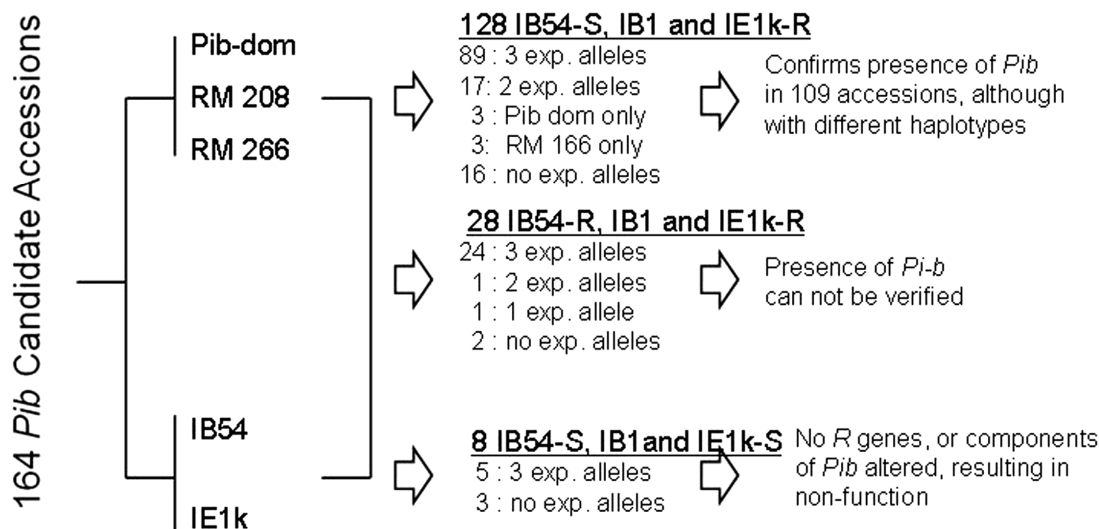 164 Pib Candidate Accessions
Pib-dom
RM 208
RM 266
IB54
IE1k
128 IB54-S, IB1 and IE1k-R
89 : 3 exp. alleles
17: 2 exp. alleles
3 : Pib dom only
3: RM 166 only
16 : no exp. alleles
Confirms presence of Pib
in 109 accessions, although
with different haplotypes
28 IB54-R, IB1 and IE1k-R
24 : 3 exp. alleles
1 : 2 exp. alleles
1 : 1 exp. allele
2 : no exp. alleles
Presence of Pi-b
can not be verified
8 IB54-S, IB1and IE1k-S
5 : 3 exp. alleles
3 : no exp. alleles
No R genes, or components
of Pib altered, resulting in
non-function